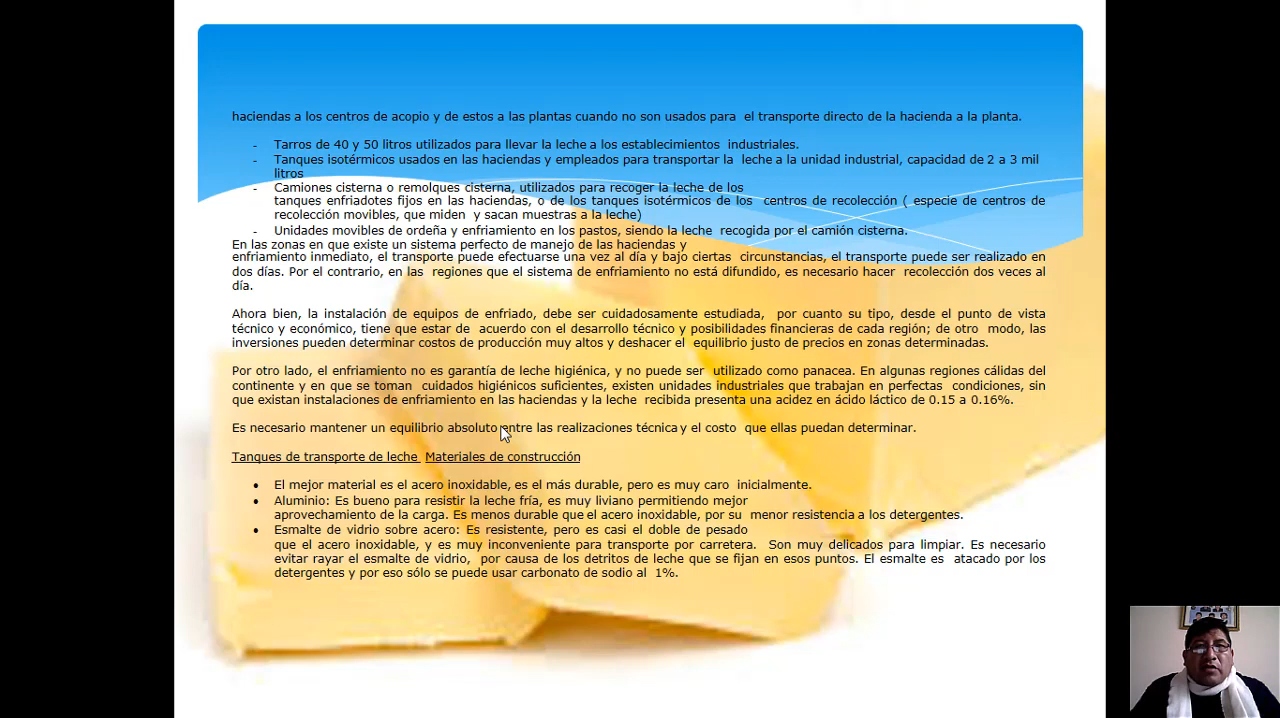 haciendas a los centros de acopio y de estos a las plantas cuando no son usados para el transporte directo de la hacienda a la planta.
- Tarros de 40 y 50 litros utilizados para llevar la leche a los establecimientos industriales.
- Tanques isotérmicos usados en las haciendas y empleados para transportar la leche a la unidad industrial, capacidad de 2 a 3 mil
litros
- Camiones cisterna o remolques cisterna, utilizados para recoger la leche de los
tanques enfriadotes fijos en las haciendas, o de los tanques isotérmicos de los centros de recolección ( especie de centros de
recolección movibles, que miden y sacan muestras a la leche)
- Unidades movibles de ordeña y enfriamiento en los pastos, siendo la leche recogida por el camión cisterna.
En las zonas en que existe un sistema perfecto de manejo de las haciendas y
enfriamiento inmediato, el transporte puede efectuarse una vez al día y bajo ciertas circunstancias, el transporte puede ser realizado en
dos días. Por el contrario, en las regiones que el sistema de enfriamiento no está difundido, es necesario hacer recolección dos veces al
día.
Ahora bien, la instalación de equipos de enfriado, debe ser cuidadosamente estudiada, por cuanto su tipo, desde el punto de vista
técnico y económico, tiene que estar de acuerdo con el desarrollo técnico y posibilidades financieras de cada región; de otro modo, las
inversiones pueden determinar costos de producción muy altos y deshacer el equilibrio justo de precios en zonas determinadas.
Por otro lado, el enfriamiento no es garantía de leche higiénica, y no puede ser utilizado como panacea. En algunas regiones cálidas del
continente y en que se toman cuidados higiénicos suficientes, existen unidades industriales que trabajan en perfectas condiciones, sin
que existan instalaciones de enfriamiento en las haciendas y la leche recibida presenta una acidez en ácido láctico de 0.15 a 0.16%.
Es necesario mantener un equilibrio absoluto entre las realizaciones técnica y el costo que ellas puedan determinar.
Tanques de transporte de leche Materiales de construcción
• El mejor material es el acero inoxidable, es el más durable, pero es muy caro inicialmente.
• Aluminio: Es bueno para resistir la leche fría, es muy liviano permitiendo mejor
aprovechamiento de la carga. Es menos durable que el acero inoxidable, por su menor resistencia a los detergentes.
• Esmalte de vidrio sobre acero: Es resistente, pero es casi el doble de pesado
que el acero inoxidable, y es muy inconveniente para transporte por carretera. Son muy delicados para limpiar. Es necesario
evitar rayar el esmalte de vidrio, por causa de los detritos de leche que se fijan en esos puntos. El esmalte es atacado por los
detergentes y por eso sólo se puede usar carbonato de sodio al 1%.